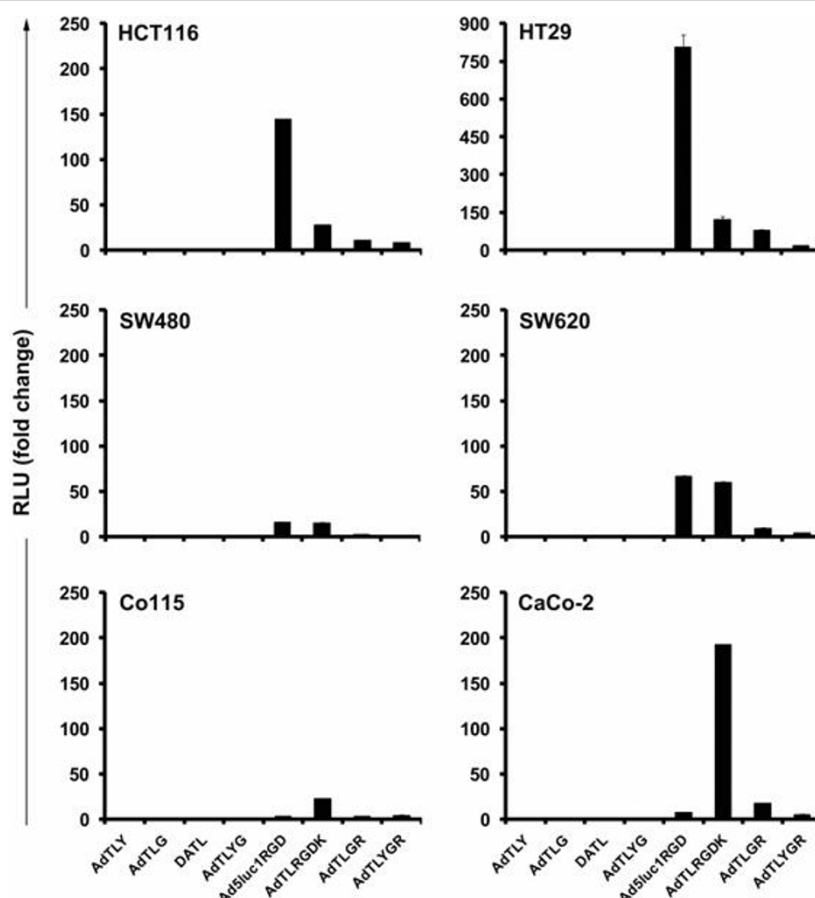 RLU (fold change)
HCT116
250
200
150
100
50
0
HT29
900
750
600
450
300
150
0
SW480
250
200
150
100
50
0
SW620
250
200
150
100
50
0
Co115
250
200
150
100
50
0
AdTLY
AdTLG
DATL
AdTLYG
Ad5luc1RGD
AdTLRGDK
AdTLGR
AdTLYGR
CaCo-2
250
200
150
100
50
0
AdTLY
AdTLG
DATL
AdTLYG
Ad5luc1RGD
AdTLRGDK
AdTLGR
AdTLYGR